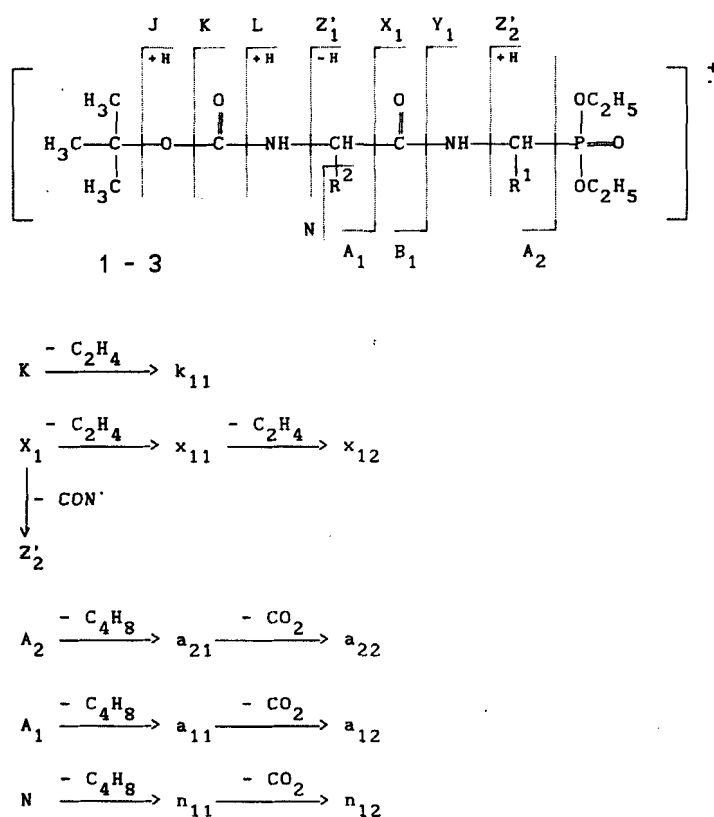 J K L Z'₁ X₁ Y₁ Z'₂
+H +H -H +H
H₃C O O OC₂H₅ +.
H₃C—C—O—C—NH—CH—C—NH—CH—P=O
H₃C R² R¹ OC₂H₅
N A₁ B₁ A₂
1 - 3
K - C₂H₄ → k₁₁
X₁ - C₂H₄ → x₁₁ - C₂H₄ → x₁₂
- CON·
Z'₂
A₂ - C₄H₈ → a₂₁ - CO₂ → a₂₂
A₁ - C₄H₈ → a₁₁ - CO₂ → a₁₂
N - C₄H₈ → n₁₁ - CO₂ → n₁₂